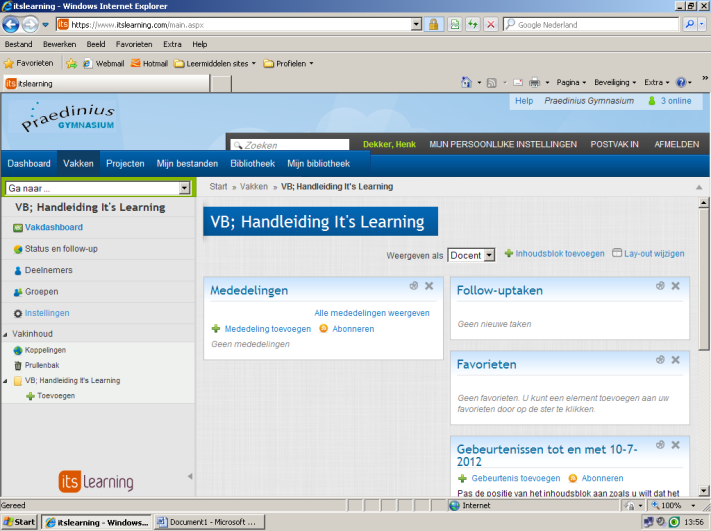 itslearning - Windows Internet Explorer
https://www.itslearning.com/main.aspx
Google Nederland
Bestand Bewerken Beeld Favorieten Extra Help
Favorieten Webmail Hotmail Leermiddelen sites Profielen
itslearning
Pagina Beveiliging Extra
Praedinius
GYMNASIUM
Help Praedinius Gymnasium 3 online
Zoeken Dekker, Henk MIJN PERSOONLIJKE INSTELLINGEN POSTVAK IN AFMELDEN
Dashboard Vakken Projecten Mijn bestanden Bibliotheek Mijn bibliotheek
Ga naar ...
Start » Vakken » VB; Handleiding It's Learning
VB; Handleiding It's Learning
Vakdashboard
Status en follow-up
Deelnemers
Groepen
Instellingen
Vakinhoud
Koppelingen
Prullenbak
VB; Handleiding It's Learning
Toevoegen
its learning
VB; Handleiding It's Learning
Weergeven als Docent Inhoudsblok toevoegen Lay-out wijzigen
Mededelingen
Alle mededelingen weergeven
Mededeling toevoegen Abonneren
Geen mededelingen
Follow-uptaken
Geen nieuwe taken
Favorieten
Geen favorieten. U kunt een element toevoegen aan uw
favorieten door op de ster te klikken.
Gebeurtenissen tot en met 10-7-
2012
Gebeurtenis toevoegen Abonneren
Pas de positie van het inhoudsblok aan zoals u wilt dat het
Gereed Internet 100%
Start itslearning - Windows... Document1 - Microsoft ... 13:56